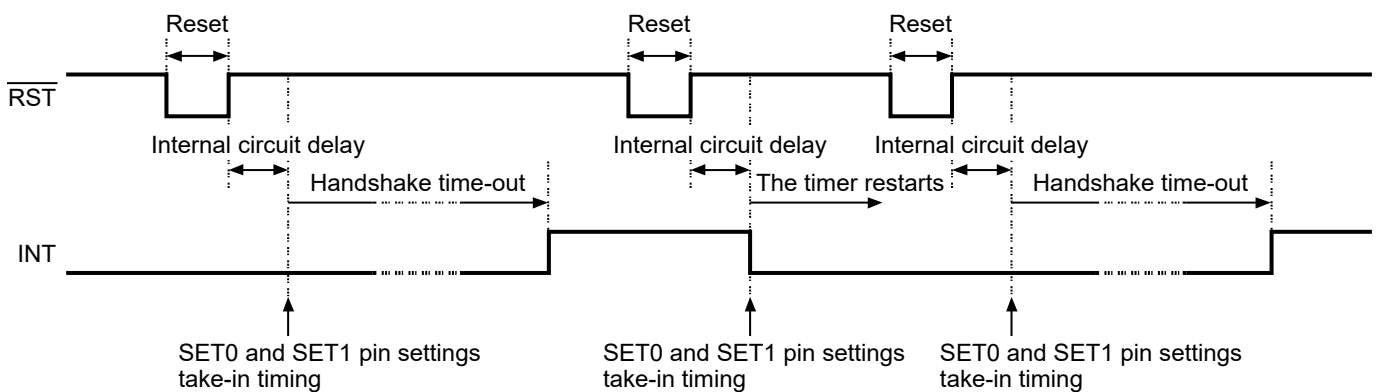 Reset
Reset
Reset
RST
Internal circuit delay
Internal circuit delay
Internal circuit delay
Handshake time-out
The timer restarts
Handshake time-out
INT
SET0 and SET1 pin settings
take-in timing
SET0 and SET1 pin settings
take-in timing
SET0 and SET1 pin settings
take-in timing